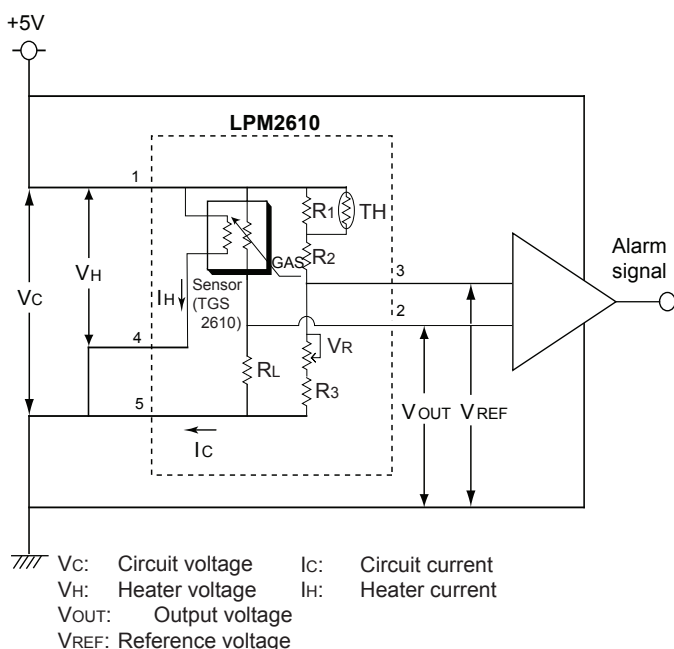 +5V
LPM2610
1
R1
TH
R2
GAS
3
Sensor
(TGS
2610)
2
IH
VH
VC
4
VR
Alarm
signal
RL
R3
5
VOUT
VREF
IC
VC: Circuit voltage IC: Circuit current
VH: Heater voltage IH: Heater current
VOUT: Output voltage
VREF: Reference voltage